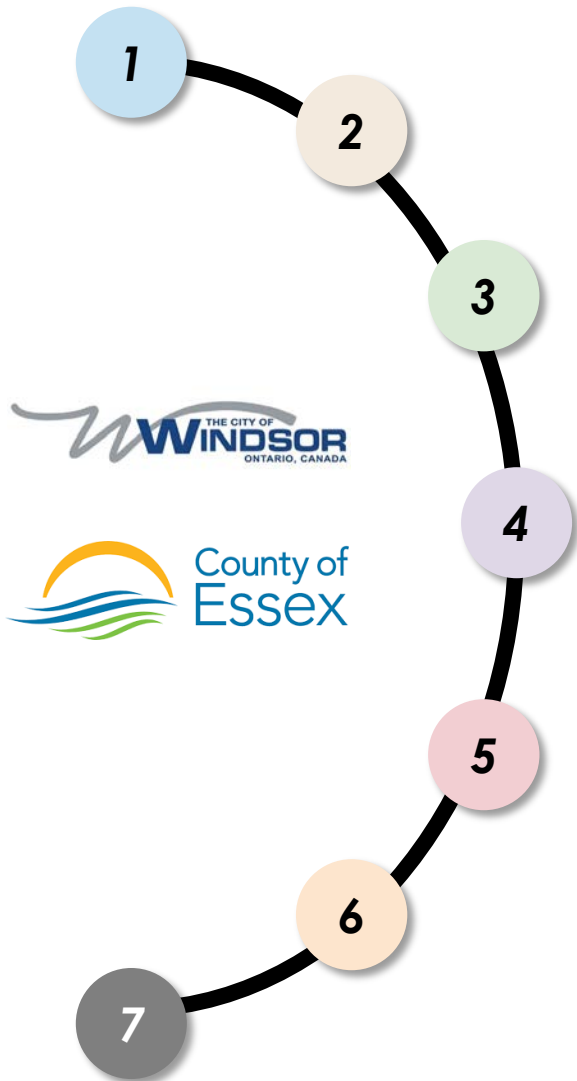 1
2
3
THE CITY OF
WINDSOR
ONTARIO, CANADA
4
County of
Essex
5
6
7